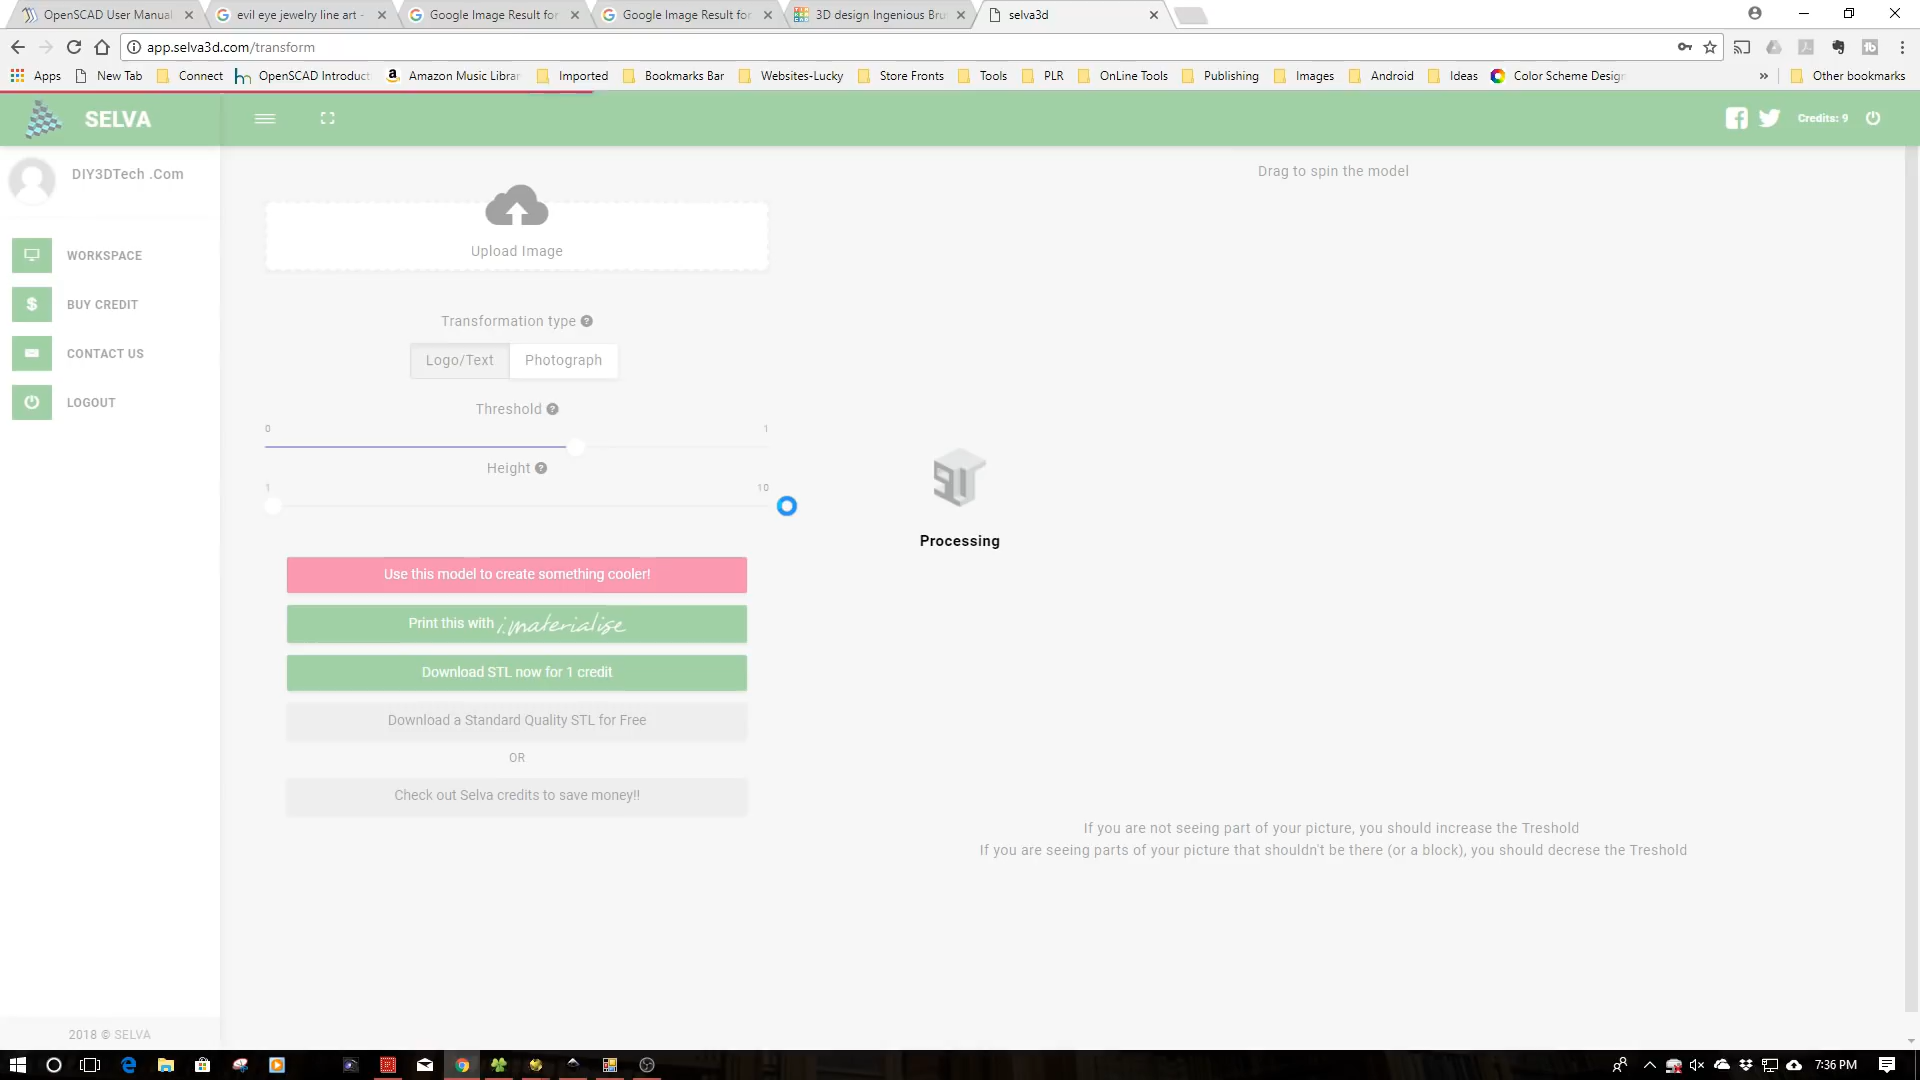 OpenSCAD User Manual
evil eye jewelry line art -
Google Image Result for
Google Image Result for
3D design Ingenious Bru
selva3d
app.selva3d.com/transform
Apps
New Tab
Connect
OpenSCAD Introduct
Amazon Music Librar
Imported
Bookmarks Bar
Websites-Lucky
Store Fronts
Tools
PLR
OnLine Tools
Publishing
Images
Android
Ideas
Color Scheme Design
»
Other bookmarks
SELVA
Credits: 9
DIY3DTech .Com
WORKSPACE
BUY CREDIT
CONTACT US
LOGOUT
Drag to spin the model
Upload Image
Transformation type
Logo/Text
Photograph
Threshold
0
1
Height
1
10
Processing
Use this model to create something cooler!
Print this with i.materialise
Download STL now for 1 credit
Download a Standard Quality STL for Free
OR
Check out Selva credits to save money!!
If you are not seeing part of your picture, you should increase the Treshold
If you are seeing parts of your picture that shouldn't be there (or a block), you should decrese the Treshold
2018 © SELVA
7:36 PM